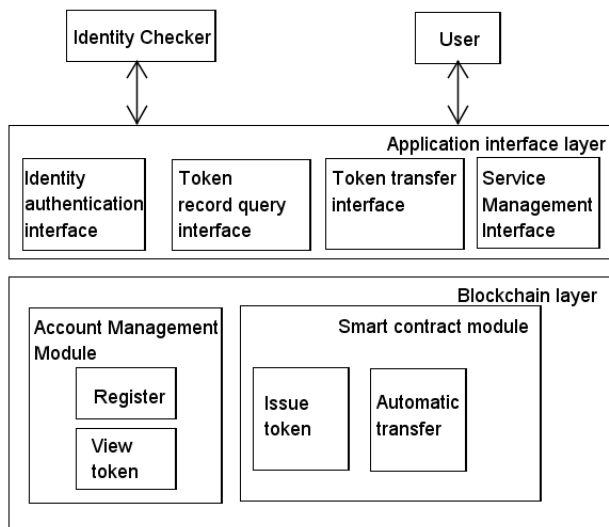 Identity Checker
User
Application interface layer
Identity
authentication
interface
Token
record query
interface
Token transfer
interface
Service
Management
Interface
Blockchain layer
Account Management
Module
Register
View
token
Smart contract module
Issue
token
Automatic
transfer